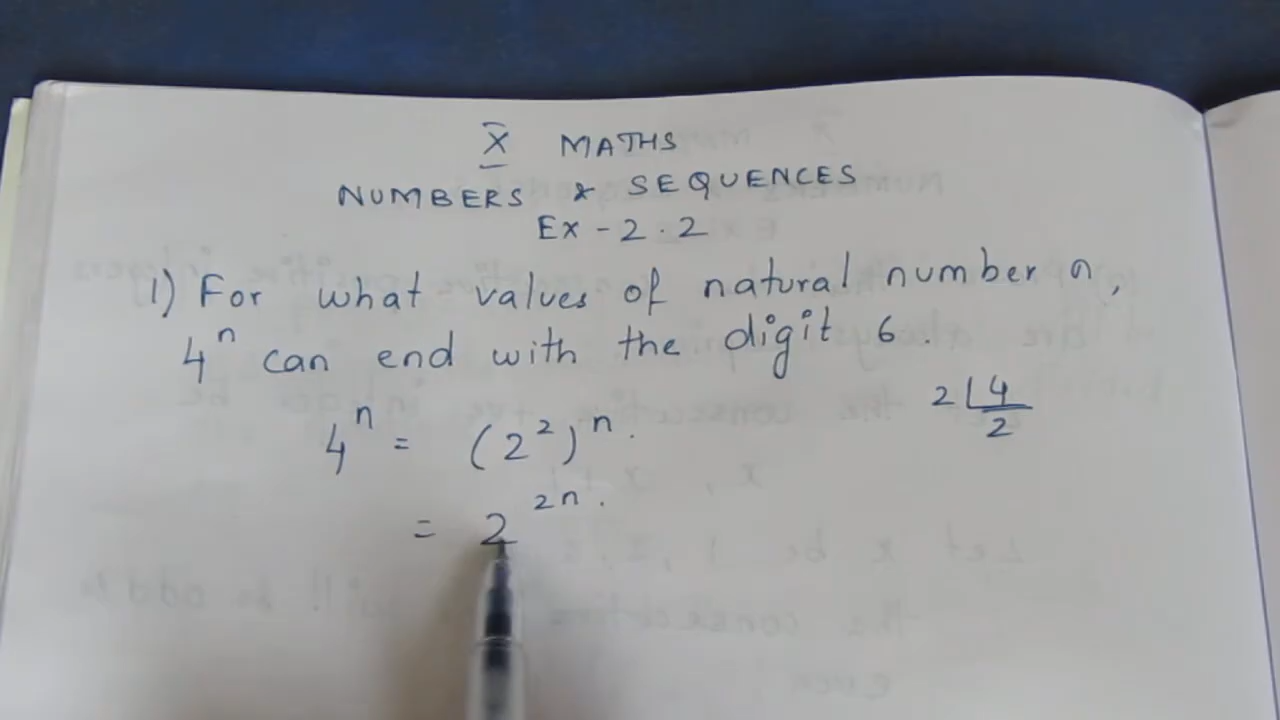 X MATHS
NUMBERS & SEQUENCES
Ex - 2.2
1) For what values of natural number n,
4ⁿ can end with the digit 6.
2 | 4
2
4ⁿ = (2²)ⁿ.
= 2²ⁿ.